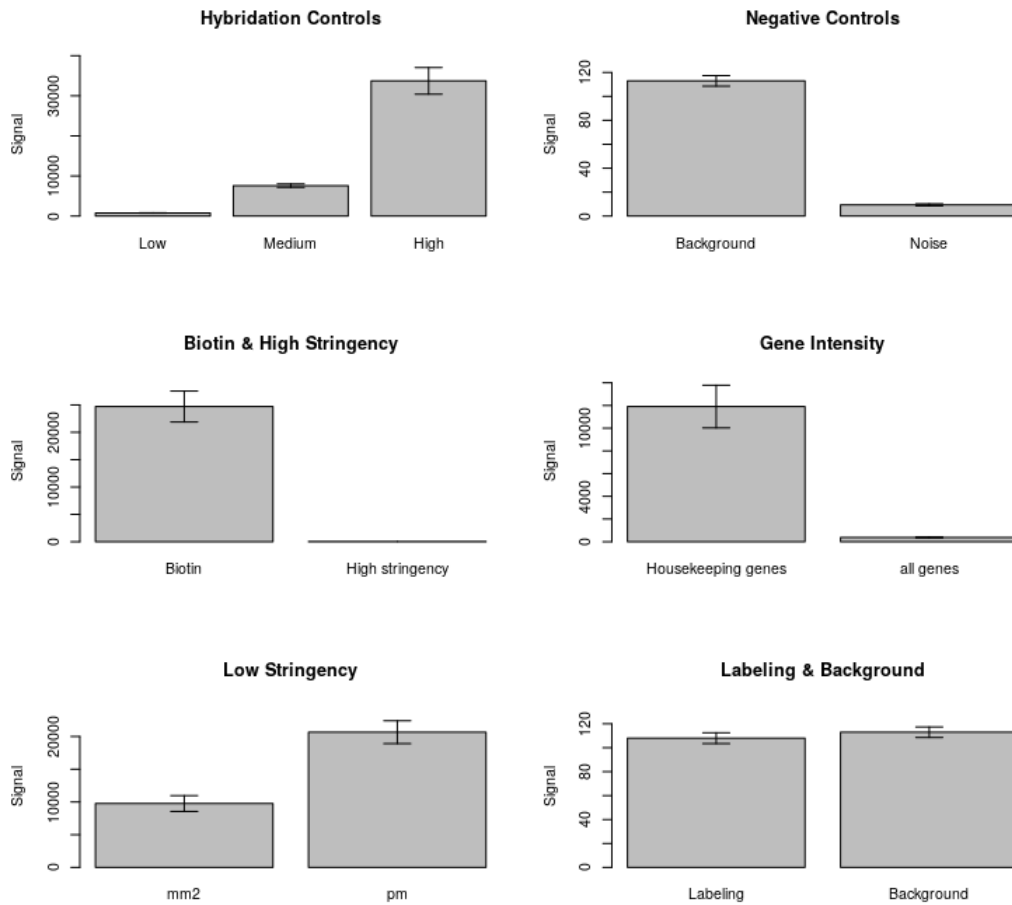 Hybridation Controls
Signal
0
10000
30000
Low Medium High
Negative Controls
Signal
0
40
80
120
Background Noise
Biotin & High Stringency
Signal
0
10000
20000
Biotin High stringency
Gene Intensity
Signal
0
4000
10000
Housekeeping genes all genes
Low Stringency
Signal
0
10000
20000
mm2 pm
Labeling & Background
Signal
0
40
80
120
Labeling Background